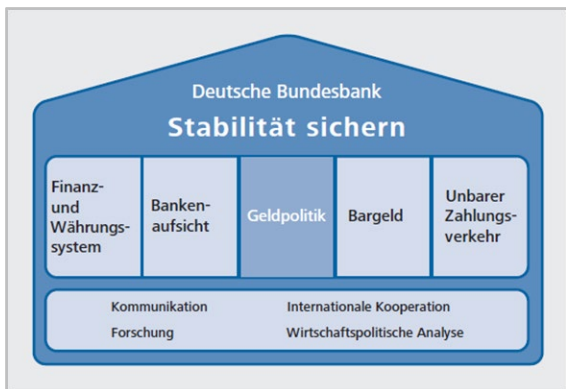 Deutsche Bundesbank
Stabilität sichern
Finanz-
und
Währungs-
system
Banken-
aufsicht
Geldpolitik
Bargeld
Unbarer
Zahlungs-
verkehr
Kommunikation
Internationale Kooperation
Forschung
Wirtschaftspolitische Analyse